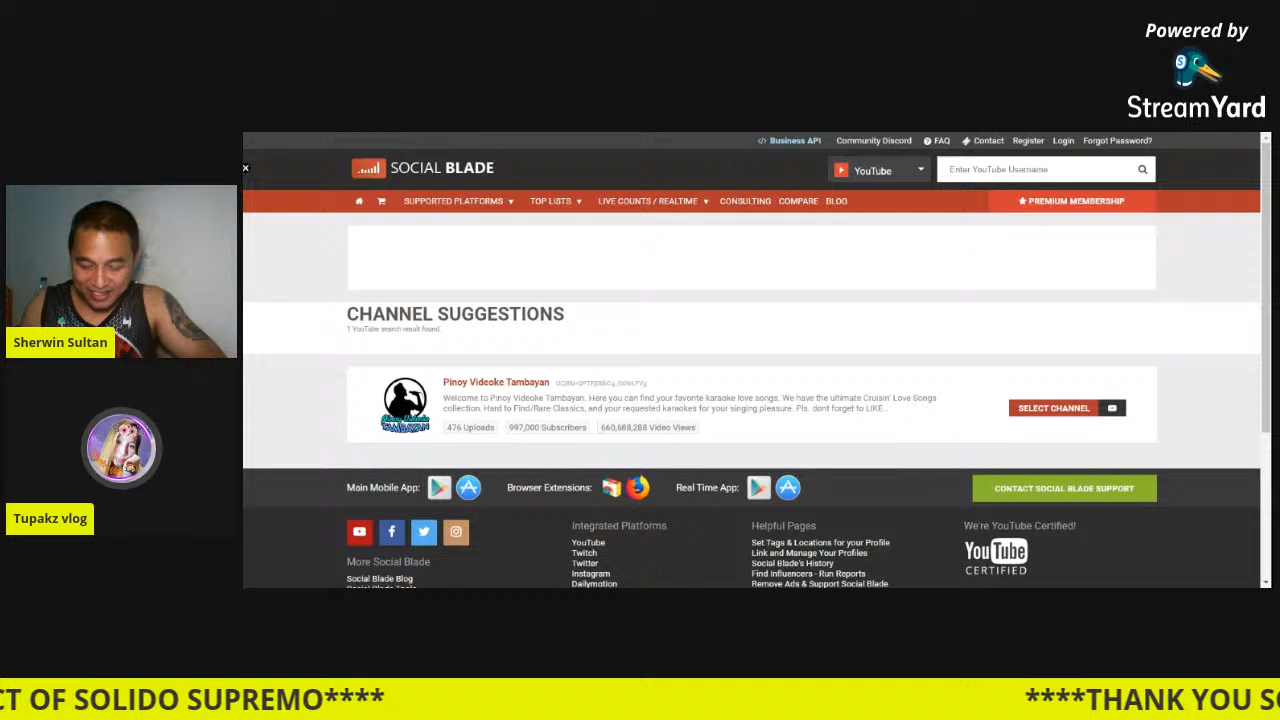 Powered by
StreamYard
Business API Community Discord FAQ Contact Register Login Forgot Password?
SOCIAL BLADE
YouTube
Enter YouTube Username
SUPPORTED PLATFORMS TOP LISTS LIVE COUNTS / REALTIME CONSULTING COMPARE BLOG
PREMIUM MEMBERSHIP
CHANNEL SUGGESTIONS
1 YouTube search result found.
Pinoy Videoke Tambayan
Welcome to Pinoy Videoke Tambayan. Here you can find your favorite karaoke love songs. We have the ultimate Cruisin' Love Songs
collection. Hard to Find/Rare Classics, and your requested karaokes for your singing pleasure. Pls. dont forget to LIKE...
476 Uploads 997,000 Subscribers 660,688,288 Video Views
SELECT CHANNEL
Pinoy Videoke
TAMBAYAN
Sherwin Sultan
Tupakz vlog
Main Mobile App: Browser Extensions: Real Time App:
CONTACT SOCIAL BLADE SUPPORT
More Social Blade
Social Blade Blog
Integrated Platforms
YouTube
Twitch
Twitter
Instagram
Dailymotion
Helpful Pages
Set Tags & Locations for your Profile
Link and Manage Your Profiles
Social Blade's History
Find Influencers - Run Reports
Remove Ads & Support Social Blade
We're YouTube Certified!
YouTube
CERTIFIED
CT OF SOLIDO SUPREMO**** ****THANK YOU SO